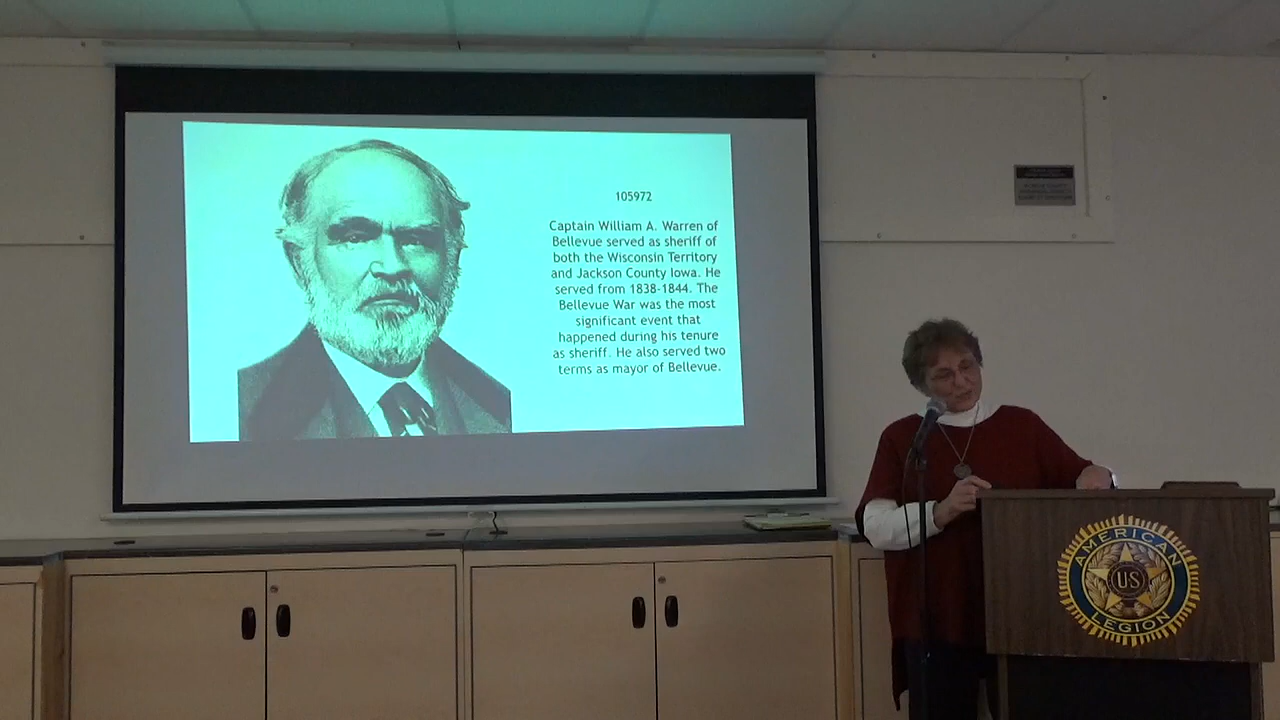 105972
Captain William A. Warren of
Bellevue served as sheriff of
both the Wisconsin Territory
and Jackson County Iowa. He
served from 1838-1844. The
Bellevue War was the most
significant event that
happened during his tenure
as sheriff. He also served two
terms as mayor of Bellevue.
AMERICAN
US
LEGION